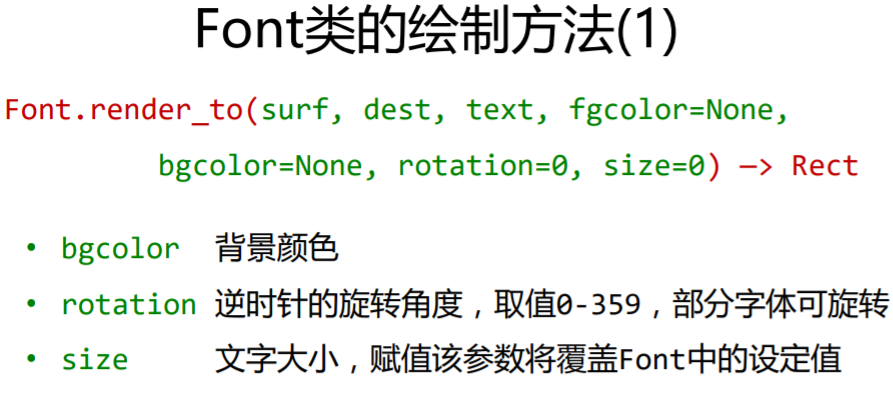 Font类的绘制方法(1)
Font.render_to(surf, dest, text, fgcolor=None,
bgcolor=None, rotation=0, size=0) —> Rect
• bgcolor 背景颜色
• rotation 逆时针的旋转角度，取值0-359，部分字体可旋转
• size 文字大小，赋值该参数将覆盖Font中的设定值